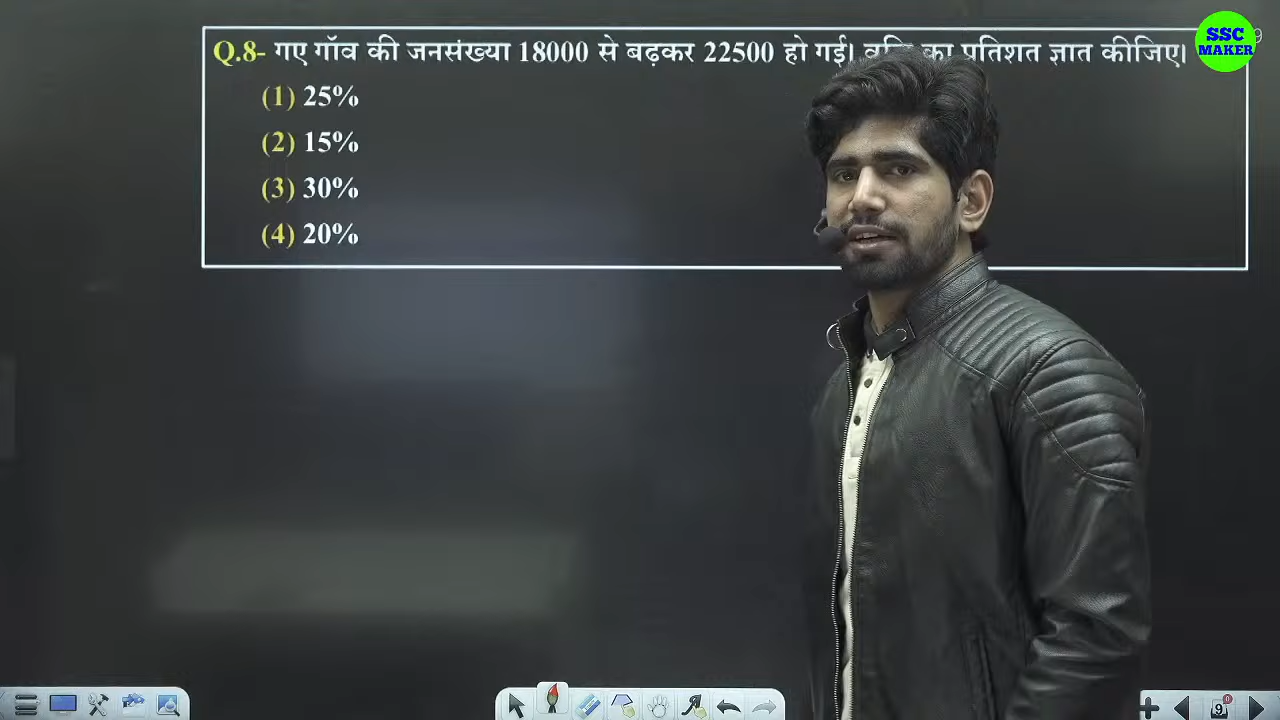 Q.8- गए गॉव की जनसंख्या 18000 से बढ़कर 22500 हो गई। का प्रतिशत ज्ञात कीजिए।
(1) 25%
(2) 15%
(3) 30%
(4) 20%
SSC
MAKER